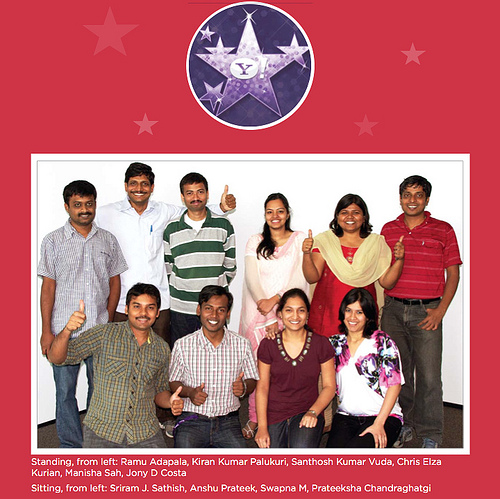 Y!
Standing, from left: Ramu Adapala, Kiran Kumar Palukuri, Santhosh Kumar Vuda, Chris Elza
Kurian, Manisha Sah, Jony D Costa
Sitting, from left: Sriram J. Sathish, Anshu Prateek, Swapna M, Prateeksha Chandraghatgi